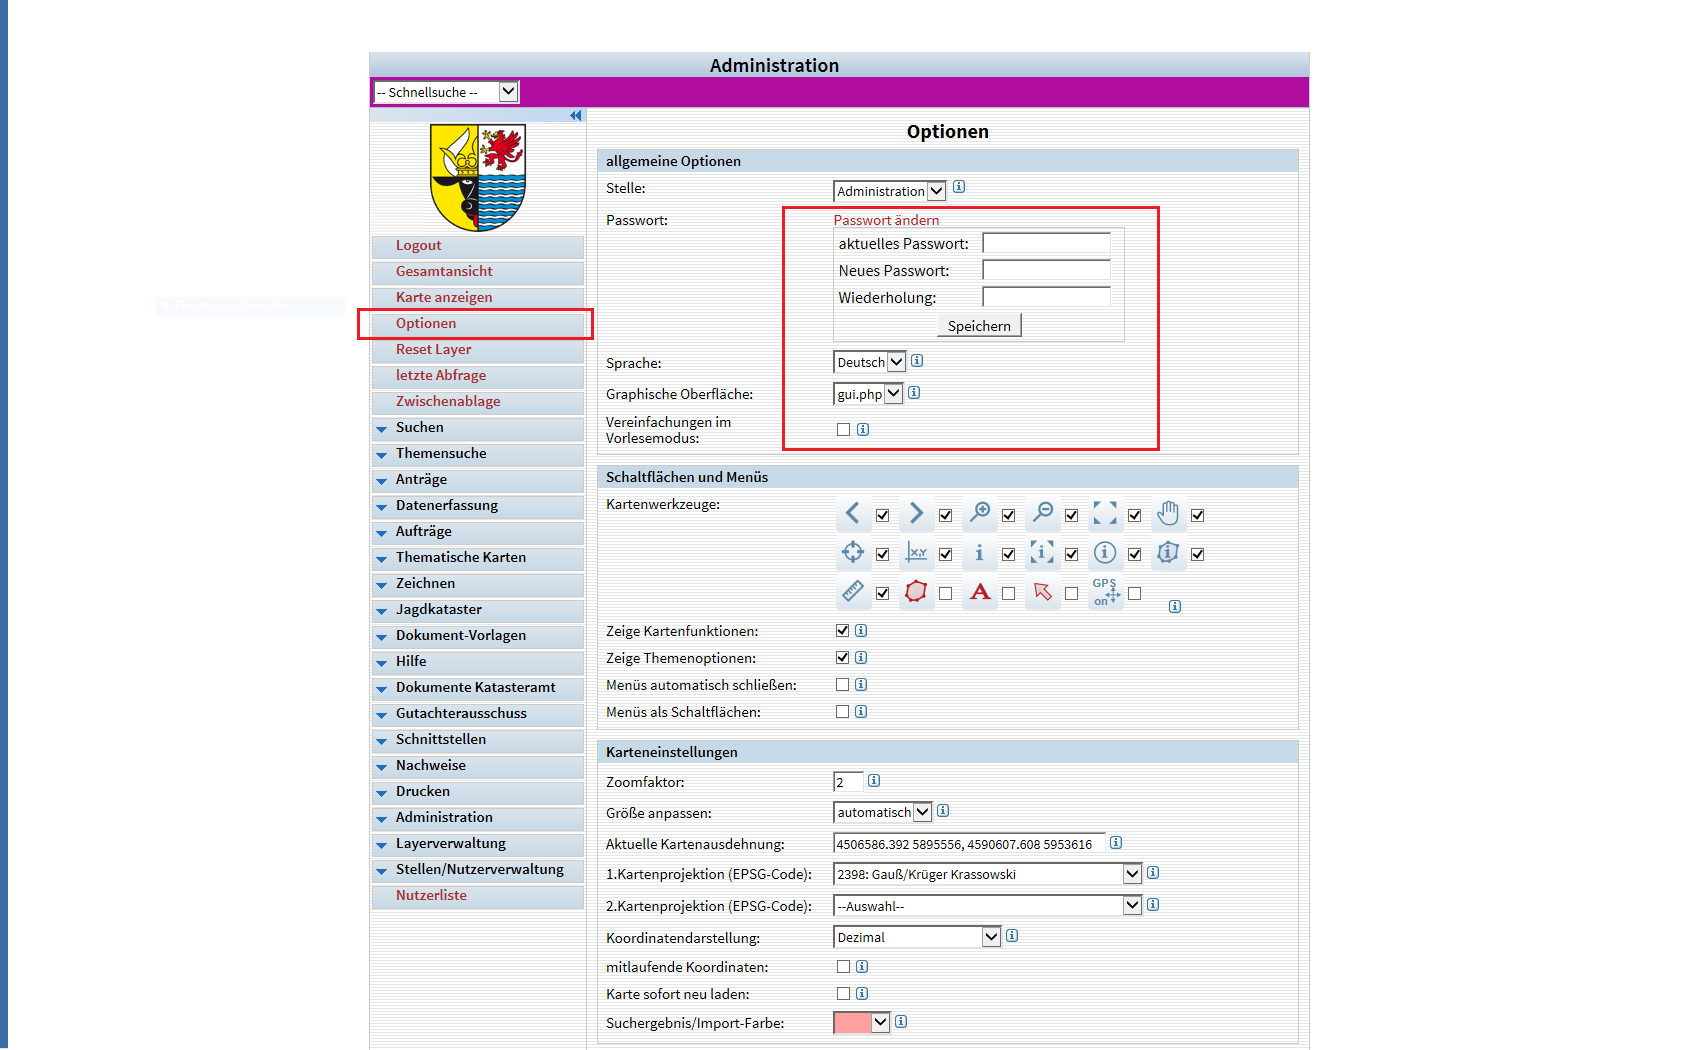 Administration
-- Schnellsuche --
Optionen
allgemeine Optionen
Stelle: Administration
Passwort: Passwort ändern
aktuelles Passwort:
Neues Passwort:
Wiederholung:
Speichern
Sprache: Deutsch
Graphische Oberfläche: gui.php
Vereinfachungen im
Vorlesemodus:
Logout
Gesamtansicht
Karte anzeigen
Optionen
Reset Layer
letzte Abfrage
Zwischenablage
Suchen
Themensuche
Anträge
Datenerfassung
Aufträge
Thematische Karten
Zeichnen
Jagdkataster
Dokument-Vorlagen
Hilfe
Dokumente Katasteramt
Gutachterausschuss
Schnittstellen
Nachweise
Drucken
Administration
Layerverwaltung
Stellen/Nutzerverwaltung
Nutzerliste
Schaltflächen und Menüs
Kartenwerkzeuge:
x,y
A
GPS
on
Zeige Kartenfunktionen:
Zeige Themenoptionen:
Menüs automatisch schließen:
Menüs als Schaltflächen:
Karteneinstellungen
Zoomfaktor: 2
Größe anpassen: automatisch
Aktuelle Kartenausdehnung: 4506586.392 5895556, 4590607.608 5953616
1.Kartenprojektion (EPSG-Code): 2398: Gauß/Krüger Krassowski
2.Kartenprojektion (EPSG-Code): --Auswahl--
Koordinatendarstellung: Dezimal
mitlaufende Koordinaten:
Karte sofort neu laden:
Suchergebnis/Import-Farbe: